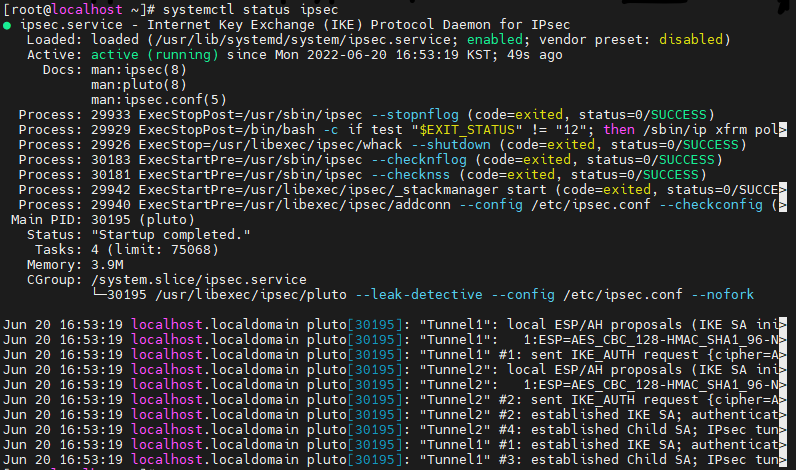 [root@localhost ~]# systemctl status ipsec
● ipsec.service - Internet Key Exchange (IKE) Protocol Daemon for IPsec
   Loaded: loaded (/usr/lib/systemd/system/ipsec.service; enabled; vendor preset: disabled)
   Active: active (running) since Mon 2022-06-20 16:53:19 KST; 49s ago
     Docs: man:ipsec(8)
           man:pluto(8)
           man:ipsec.conf(5)
  Process: 29933 ExecStopPost=/usr/sbin/ipsec --stopnflog (code=exited, status=0/SUCCESS)
  Process: 29929 ExecStopPost=/bin/bash -c if test "$EXIT_STATUS" != "12"; then /sbin/ip xfrm pol>
  Process: 29926 ExecStop=/usr/libexec/ipsec/whack --shutdown (code=exited, status=0/SUCCESS)
  Process: 30183 ExecStartPre=/usr/sbin/ipsec --checknflog (code=exited, status=0/SUCCESS)
  Process: 30181 ExecStartPre=/usr/sbin/ipsec --checknss (code=exited, status=0/SUCCESS)
  Process: 29942 ExecStartPre=/usr/libexec/ipsec/_stackmanager start (code=exited, status=0/SUCCE>
  Process: 29940 ExecStartPre=/usr/libexec/ipsec/addconn --config /etc/ipsec.conf --checkconfig (>
 Main PID: 30195 (pluto)
   Status: "Startup completed."
    Tasks: 4 (limit: 75068)
   Memory: 3.9M
   CGroup: /system.slice/ipsec.service
           └─30195 /usr/libexec/ipsec/pluto --leak-detective --config /etc/ipsec.conf --nofork
Jun 20 16:53:19 localhost.localdomain pluto[30195]: "Tunnel1": local ESP/AH proposals (IKE SA ini>
Jun 20 16:53:19 localhost.localdomain pluto[30195]: "Tunnel1":   1:ESP=AES_CBC_128-HMAC_SHA1_96-N>
Jun 20 16:53:19 localhost.localdomain pluto[30195]: "Tunnel1" #1: sent IKE_AUTH request {cipher=A>
Jun 20 16:53:19 localhost.localdomain pluto[30195]: "Tunnel2": local ESP/AH proposals (IKE SA ini>
Jun 20 16:53:19 localhost.localdomain pluto[30195]: "Tunnel2":   1:ESP=AES_CBC_128-HMAC_SHA1_96-N>
Jun 20 16:53:19 localhost.localdomain pluto[30195]: "Tunnel2" #2: sent IKE_AUTH request {cipher=A>
Jun 20 16:53:19 localhost.localdomain pluto[30195]: "Tunnel2" #2: established IKE SA; authenticat>
Jun 20 16:53:19 localhost.localdomain pluto[30195]: "Tunnel2" #4: established Child SA; IPsec tun>
Jun 20 16:53:19 localhost.localdomain pluto[30195]: "Tunnel1" #1: established IKE SA; authenticat>
Jun 20 16:53:19 localhost.localdomain pluto[30195]: "Tunnel1" #3: established Child SA; IPsec tun>